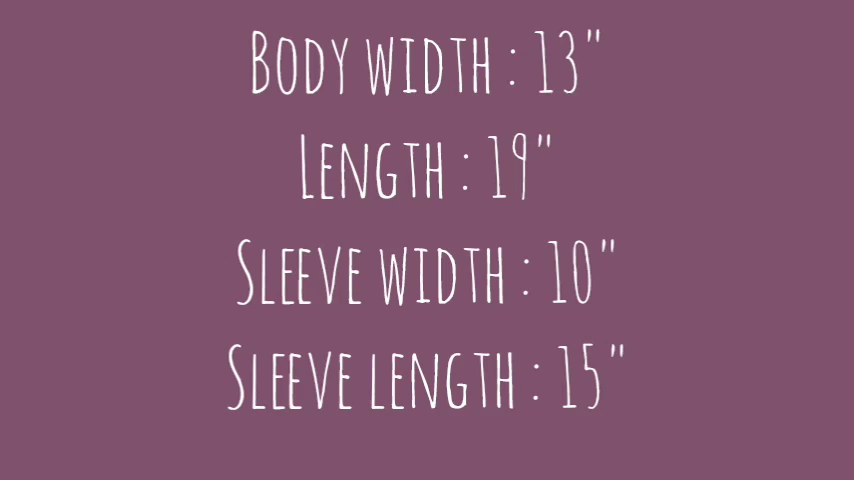 Body width : 13"
Length : 19"
Sleeve width : 10"
Sleeve length : 15"